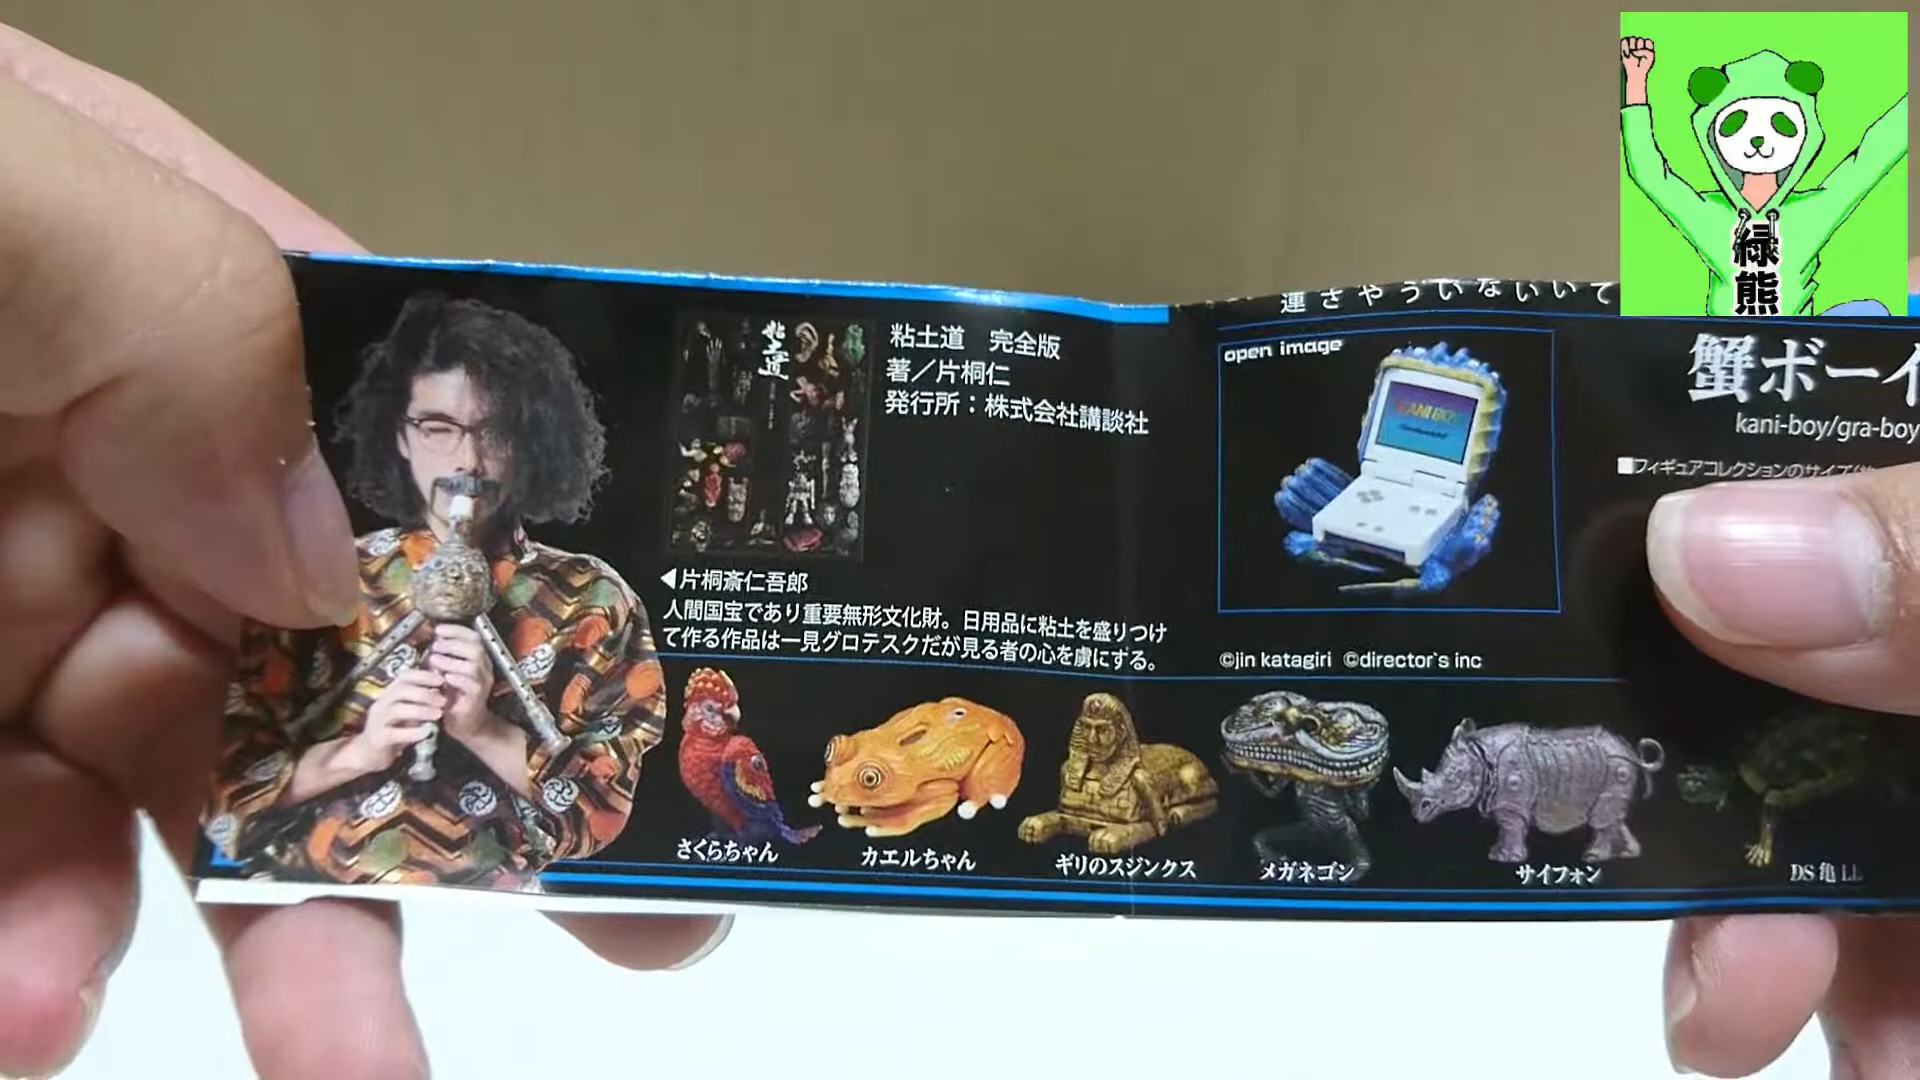 緑
熊
粘土道
粘土道　完全版
著／片桐仁
発行所：株式会社講談社
◀片桐斎仁吾郎
人間国宝であり重要無形文化財。日用品に粘土を盛りつけ
て作る作品は一見グロテスクだが見る者の心を虜にする。
連さやういないいて
open image
KANI BOY
蟹ボーイ
kani-boy/gra-boy
■フィギュアコレクションのサイズ
©jin katagiri ©director's inc
さくらちゃん
カエルちゃん
ギリのスジンクス
メガネゴン
サイフォン
DS亀LL